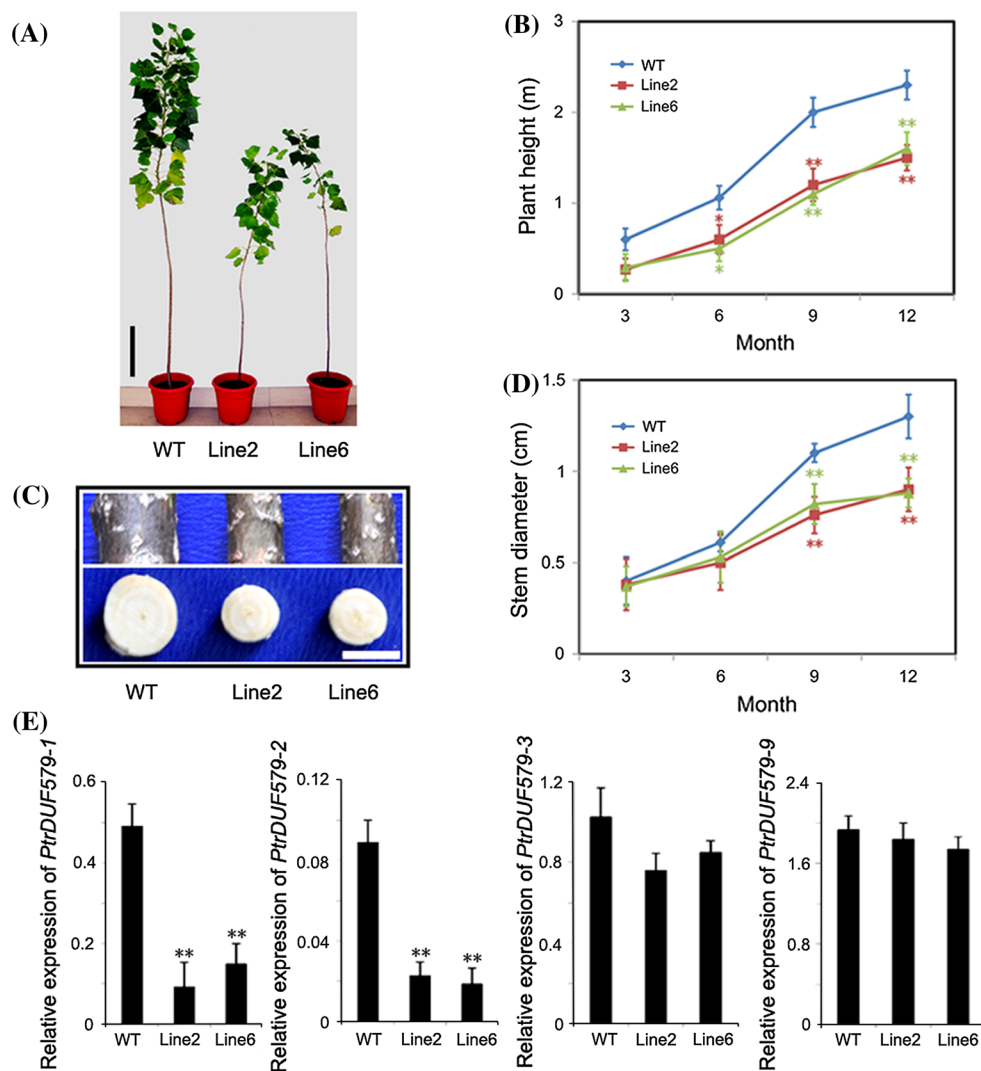 (A)
WT Line2 Line6
(B)
Plant height (m)
3
2
1
0
WT
Line2
Line6
*
*
**
**
**
**
3 6 9 12
Month
(C)
WT Line2 Line6
(D)
Stem diameter (cm)
1.5
1
0.5
0
WT
Line2
Line6
**
**
**
**
3 6 9 12
Month
(E)
Relative expression of PtrDUF579-1
0.6
0.4
0.2
0
** **
WT Line2 Line6
Relative expression of PtrDUF579-2
0.12
0.08
0.04
0
** **
WT Line2 Line6
Relative expression of PtrDUF579-3
1.2
0.8
0.4
0
WT Line2 Line6
Relative expression of PtrDUF579-9
2.4
1.6
0.8
0
WT Line2 Line6